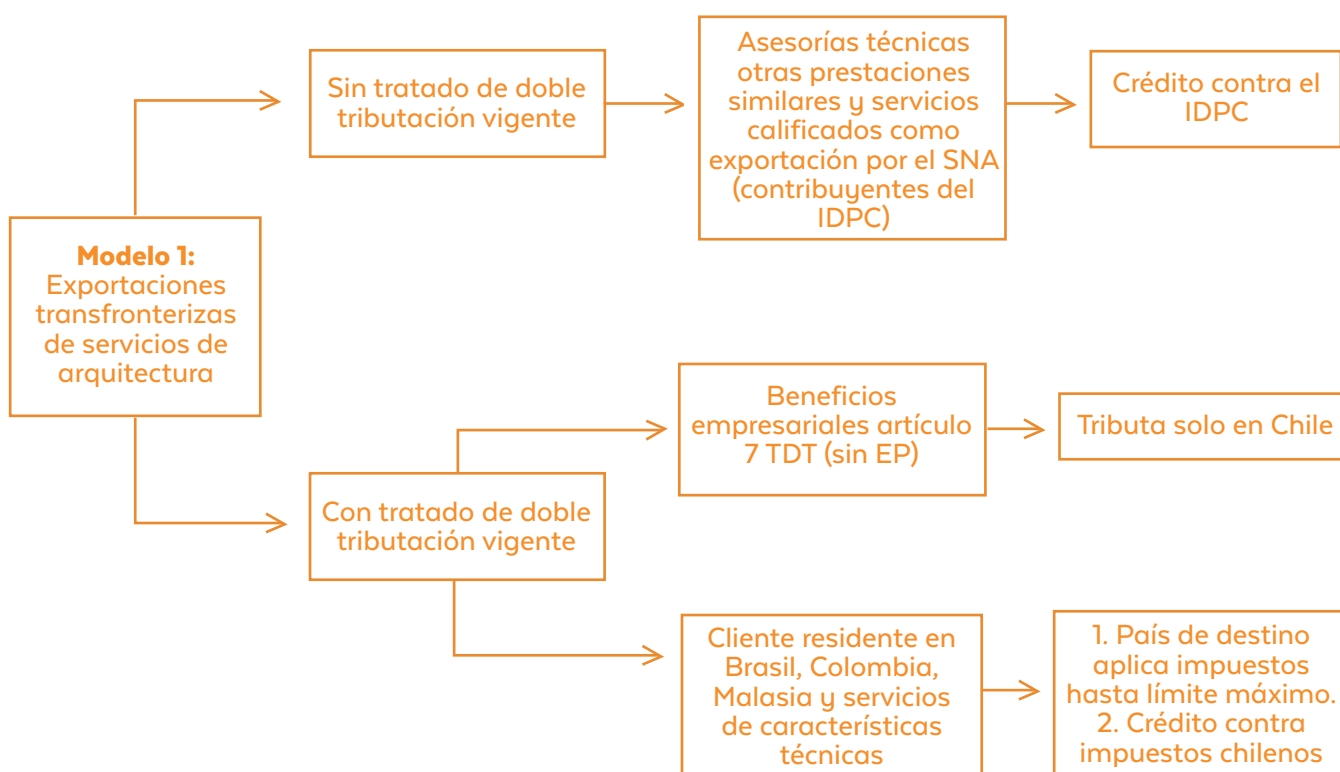 Modelo 1:
Exportaciones
transfronterizas
de servicios de
arquitectura
Sin tratado de doble
tributación vigente
Asesorías técnicas
otras prestaciones
similares y servicios
calificados como
exportación por el SNA
(contribuyentes del
IDPC)
Crédito contra el
IDPC
Con tratado de doble
tributación vigente
Beneficios
empresariales artículo
7 TDT (sin EP)
Tributa solo en Chile
Cliente residente en
Brasil, Colombia,
Malasia y servicios
de características
técnicas
1. País de destino
aplica impuestos
hasta límite máximo.
2. Crédito contra
impuestos chilenos